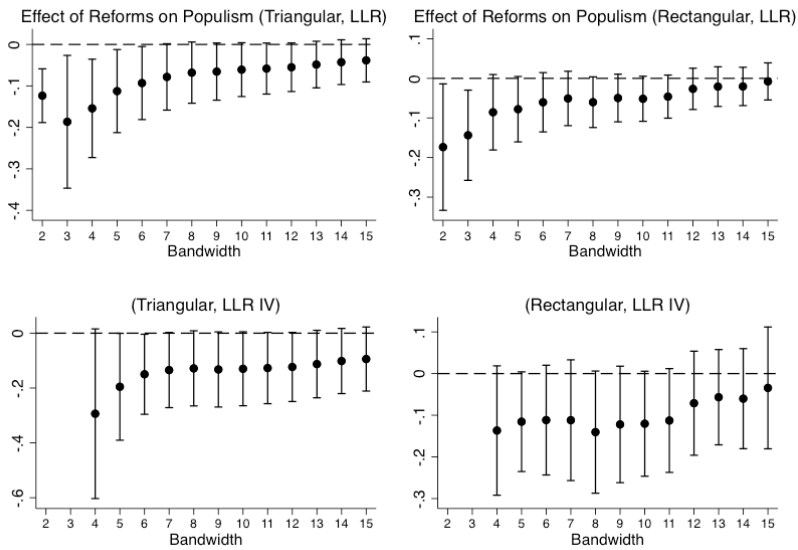 Effect of Reforms on Populism (Triangular, LLR)
0
-.1
-.2
-.3
-.4
2 3 4 5 6 7 8 9 10 11 12 13 14 15
Bandwidth
Effect of Reforms on Populism (Rectangular, LLR)
.1
0
-.1
-.2
-.3
2 3 4 5 6 7 8 9 10 11 12 13 14 15
Bandwidth
(Triangular, LLR IV)
0
-.2
-.4
-.6
2 3 4 5 6 7 8 9 10 11 12 13 14 15
Bandwidth
(Rectangular, LLR IV)
.1
0
-.1
-.2
-.3
2 3 4 5 6 7 8 9 10 11 12 13 14 15
Bandwidth